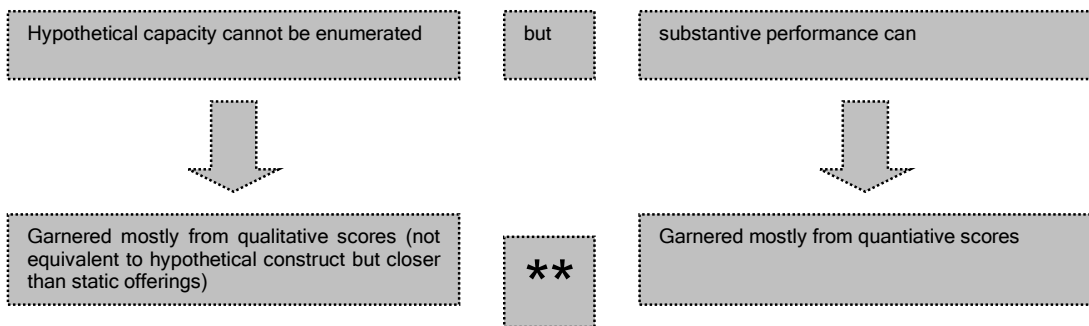 Hypothetical capacity cannot be enumerated
but
substantive performance can
Garnered mostly from qualitative scores (not
equivalent to hypothetical construct but closer
than static offerings)
**
Garnered mostly from quantiative scores